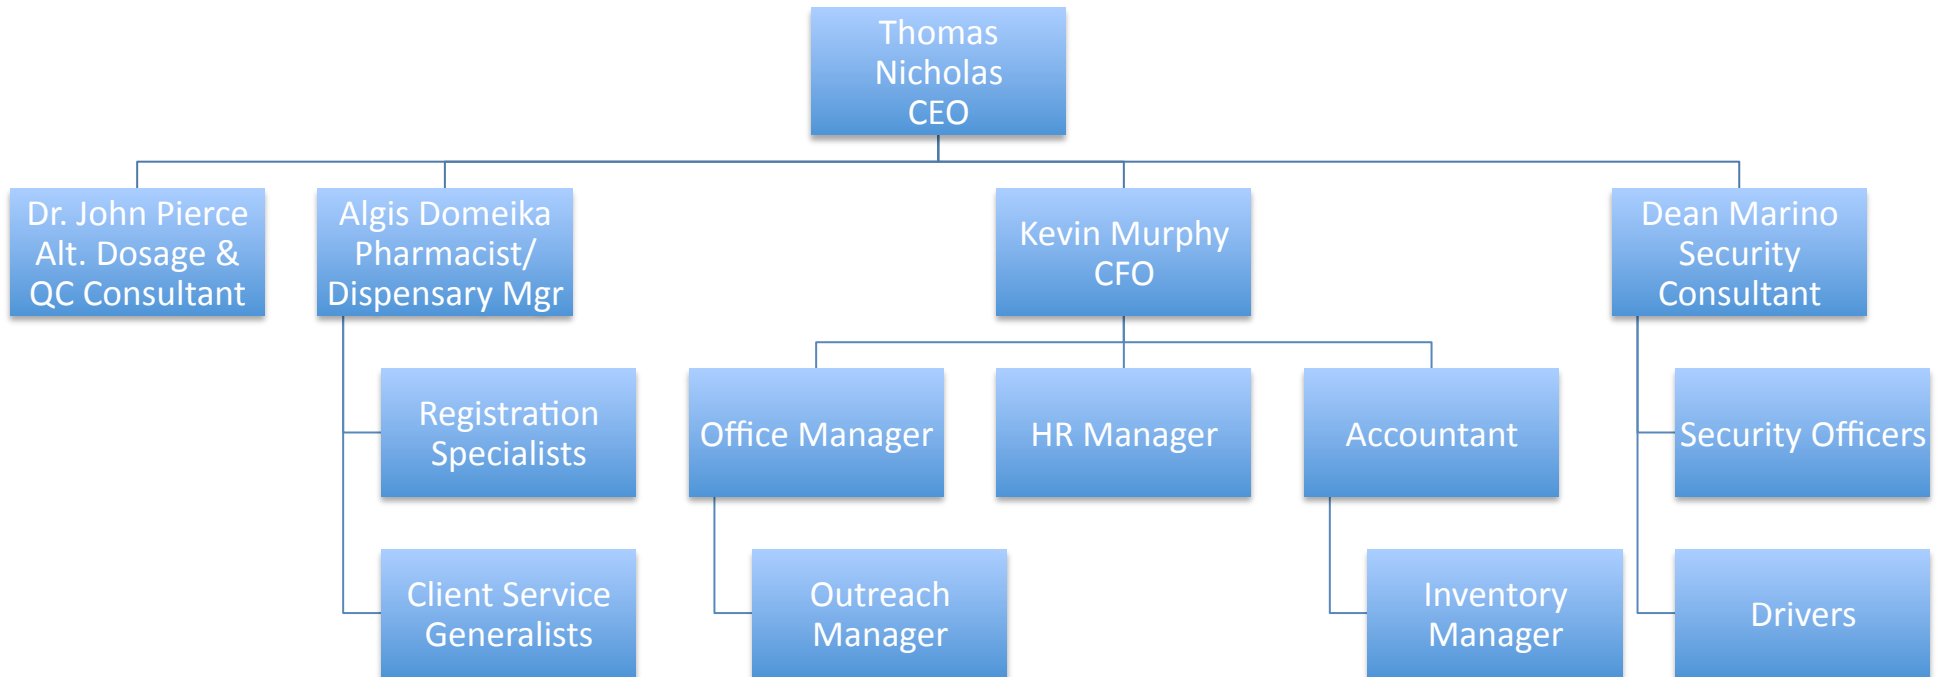 Thomas
Nicholas
CEO
Dr. John Pierce
Alt. Dosage &
QC Consultant
Algis Domeika
Pharmacist/
Dispensary Mgr
Kevin Murphy
CFO
Dean Marino
Security
Consultant
Registration
Specialists
Office Manager
HR Manager
Accountant
Security Officers
Client Service
Generalists
Outreach
Manager
Inventory
Manager
Drivers